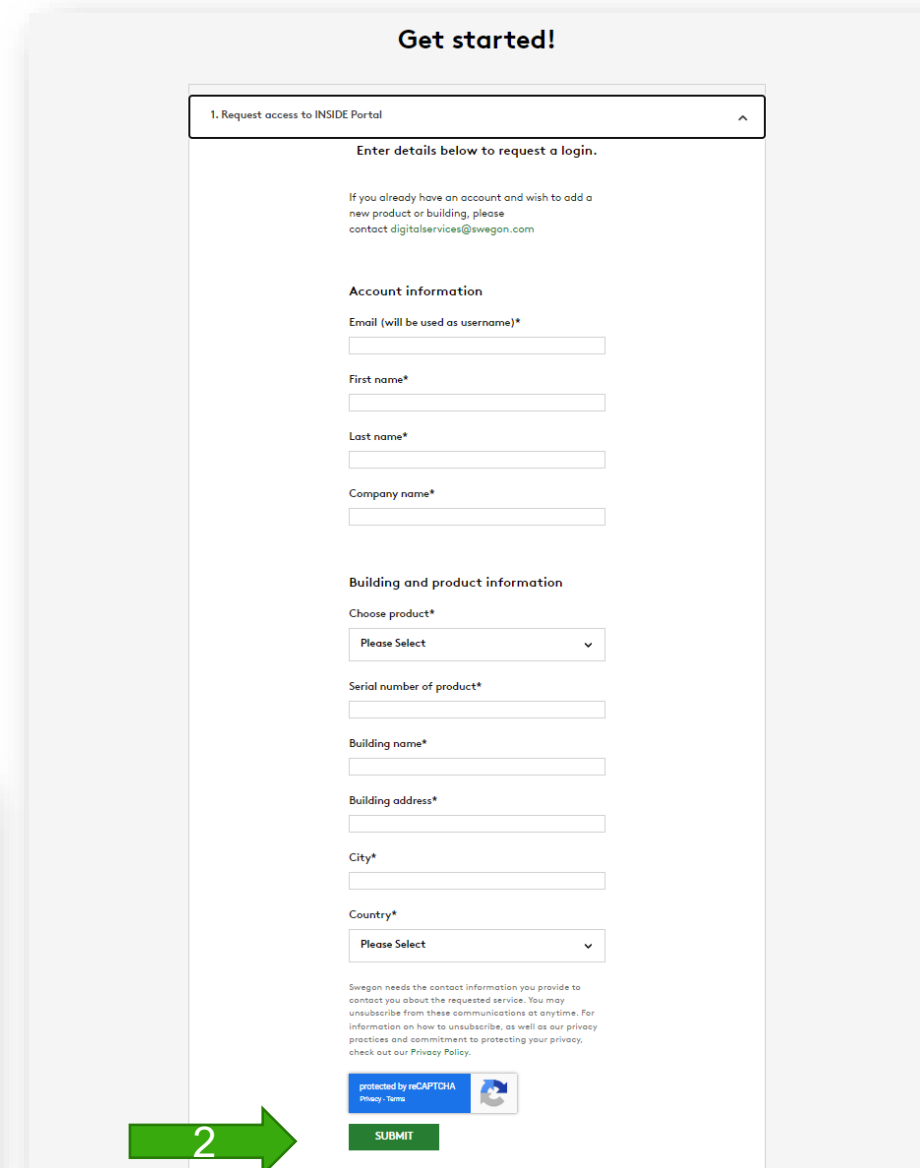 Get started!
1. Request access to INSIDE Portal
Enter details below to request a login.
If you already have an account and wish to add a
new product or building, please
contact digitalservices@swegon.com
Account information
Email (will be used as username)*
First name*
Last name*
Company name*
Building and product information
Choose product*
Please Select
Serial number of product*
Building name*
Building address*
City*
Country*
Please Select
Swegon needs the contact information you provide to
contact you about the requested service. You may
unsubscribe from these communications at anytime. For
information on how to unsubscribe, as well as our privacy
practices and commitment to protecting your privacy,
check out our Privacy Policy.
protected by reCAPTCHA
Privacy - Terms
2
SUBMIT